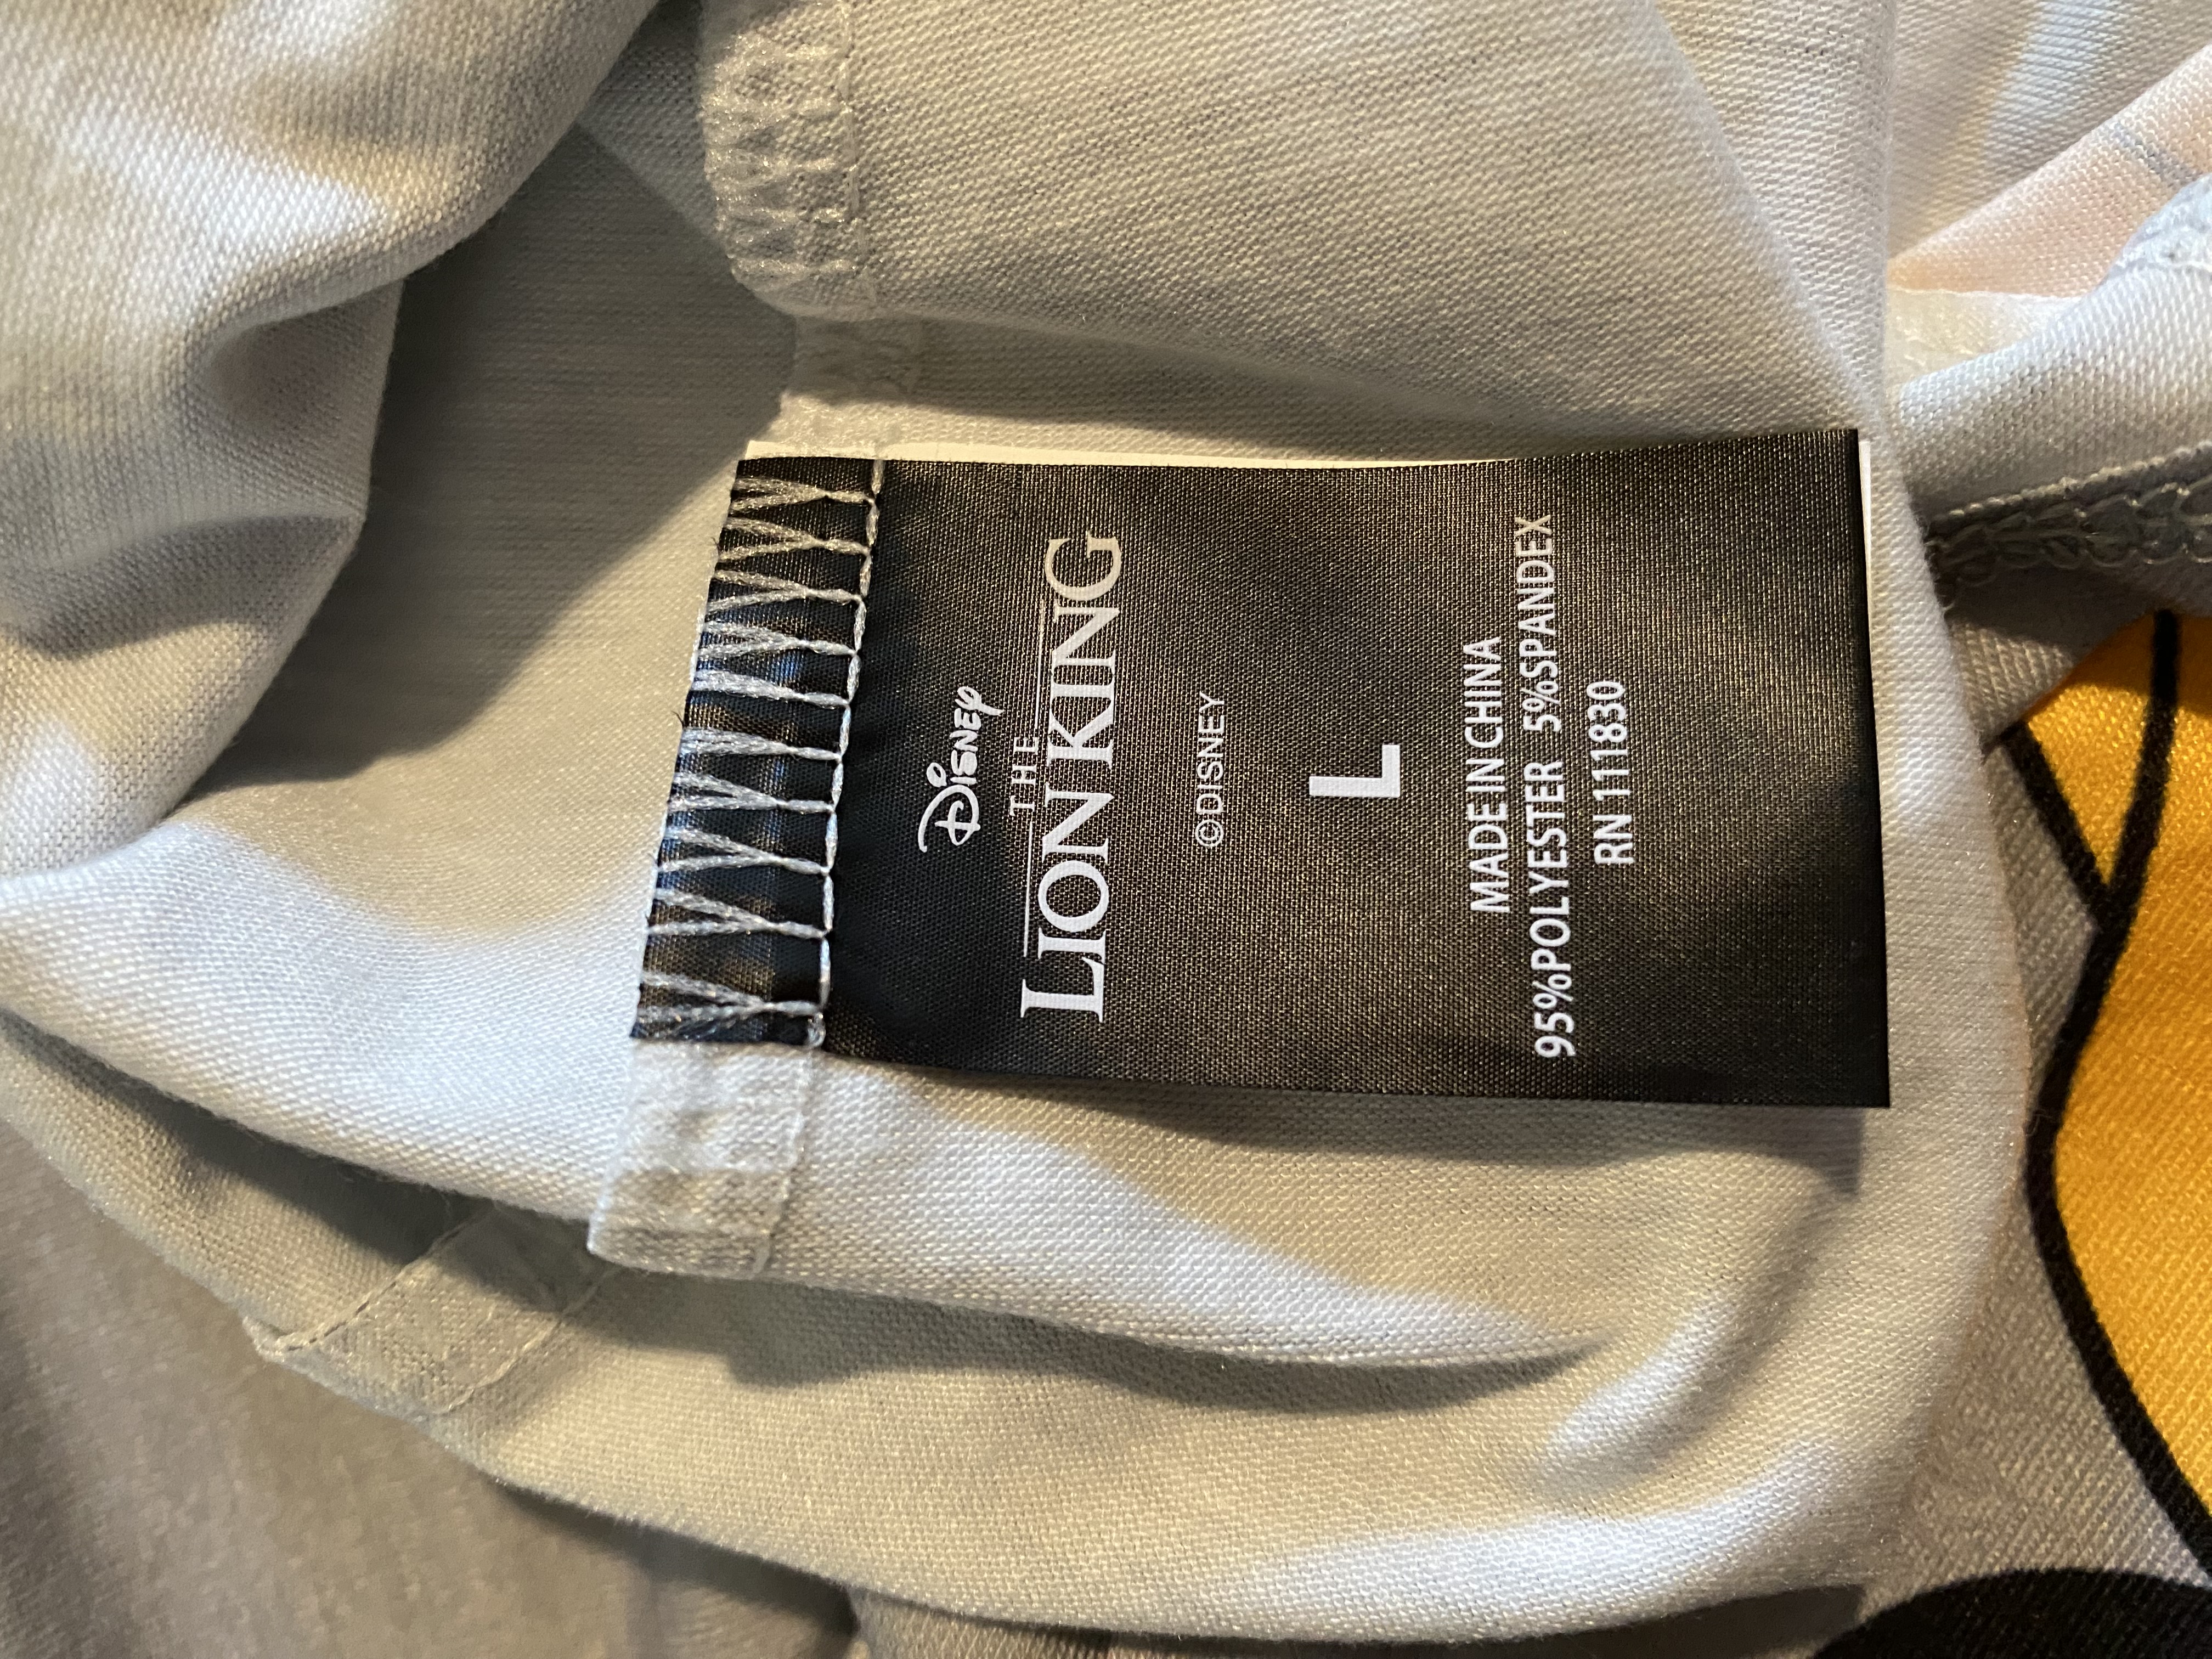 Disney
THE
LION KING
©DISNEY
L
MADE IN CHINA
95%POLYESTER 5%SPANDEX
RN 111830